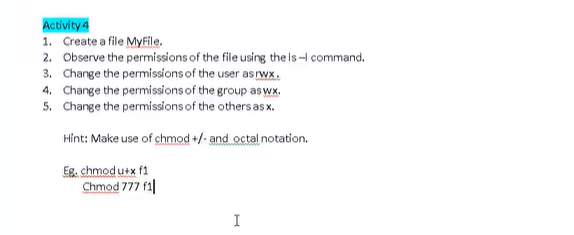 Activity 4
1. Create a file MyFile.
2. Observe the permissions of the file using the ls –l command.
3. Change the permissions of the user as rwx.
4. Change the permissions of the group as wx.
5. Change the permissions of the others as x.
Hint: Make use of chmod +/- and octal notation.
Eg. chmod u+x f1
Chmod 777 f1